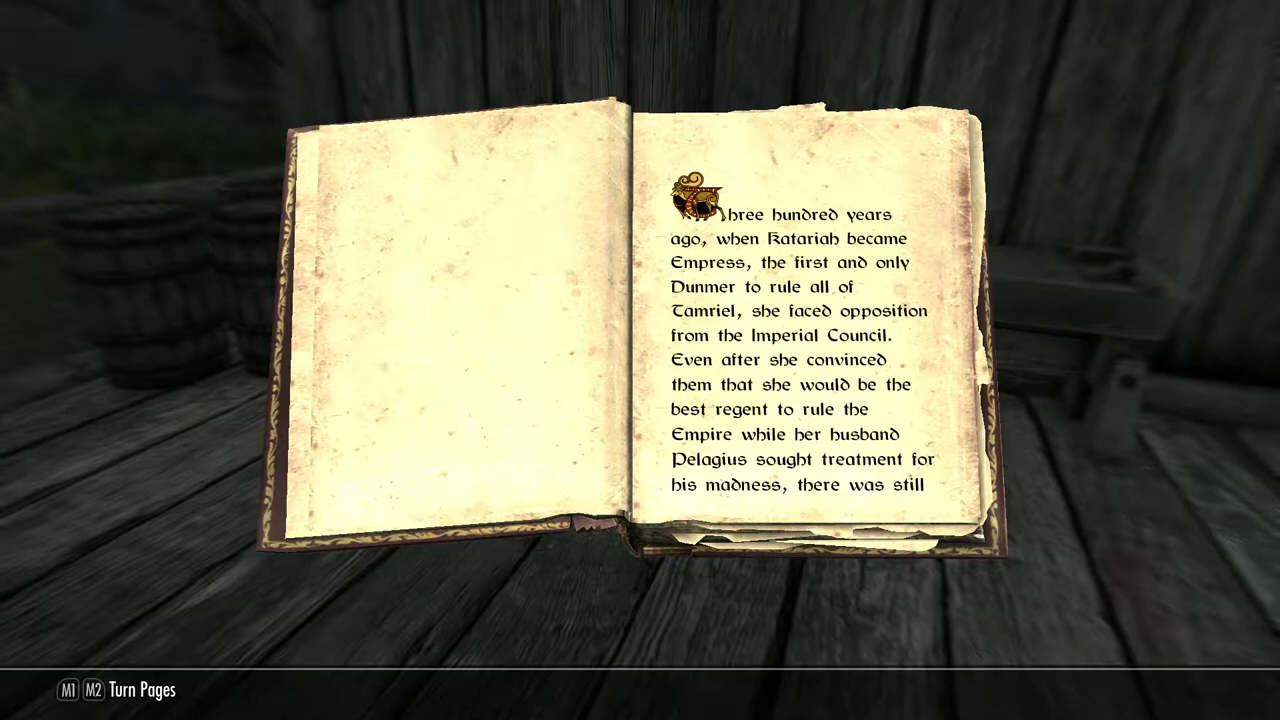 Three hundred years
ago, when Katariah became
Empress, the first and only
Dunmer to rule all of
Tamriel, she faced opposition
from the Imperial Council.
Even after she convinced
them that she would be the
best regent to rule the
Empire while her husband
Pelagius sought treatment for
his madness, there was still
M1 M2 Turn Pages